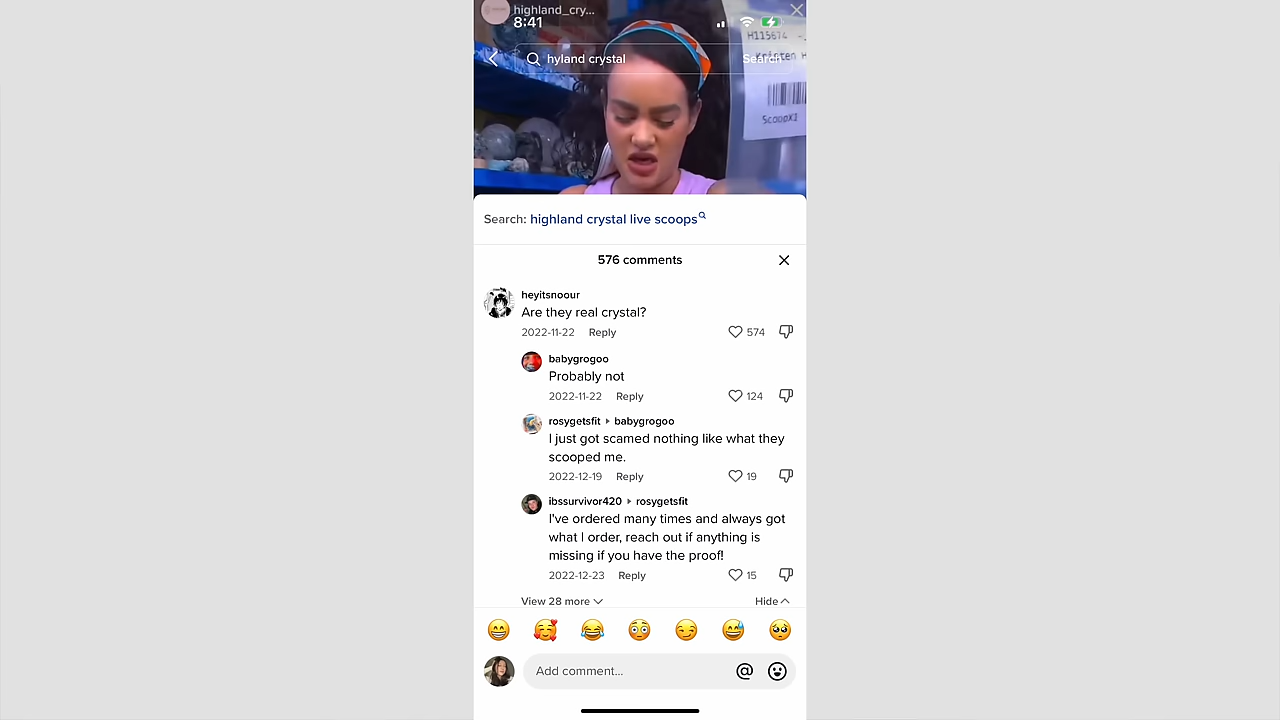 highland_cry...
8:41
hyland crystal
Search
H115674
Kristen H
ScoopXI
Search: highland crystal live scoops
576 comments
heyitsnoour
Are they real crystal?
2022-11-22 Reply 574
babygrogoo
Probably not
2022-11-22 Reply 124
rosygetsfit babygrogoo
I just got scamed nothing like what they
scooped me.
2022-12-19 Reply 19
ibssurvivor420 rosygetsfit
I've ordered many times and always got
what I order, reach out if anything is
missing if you have the proof!
2022-12-23 Reply 15
View 28 more Hide
Add comment... @